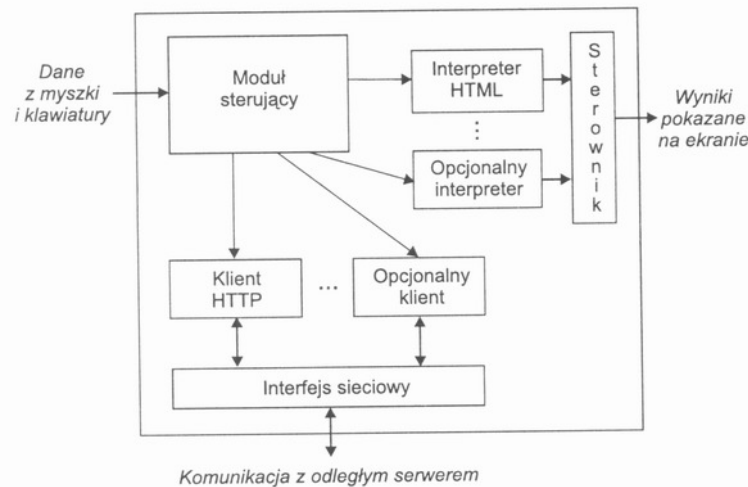 Dane
z myszki
i klawiatury
Moduł
sterujący
Interpreter
HTML
⋮
Opcjonalny
interpreter
Sterownik
Wyniki
pokazane
na ekranie
Klient
HTTP
...
Opcjonalny
klient
Interfejs sieciowy
Komunikacja z odległym serwerem